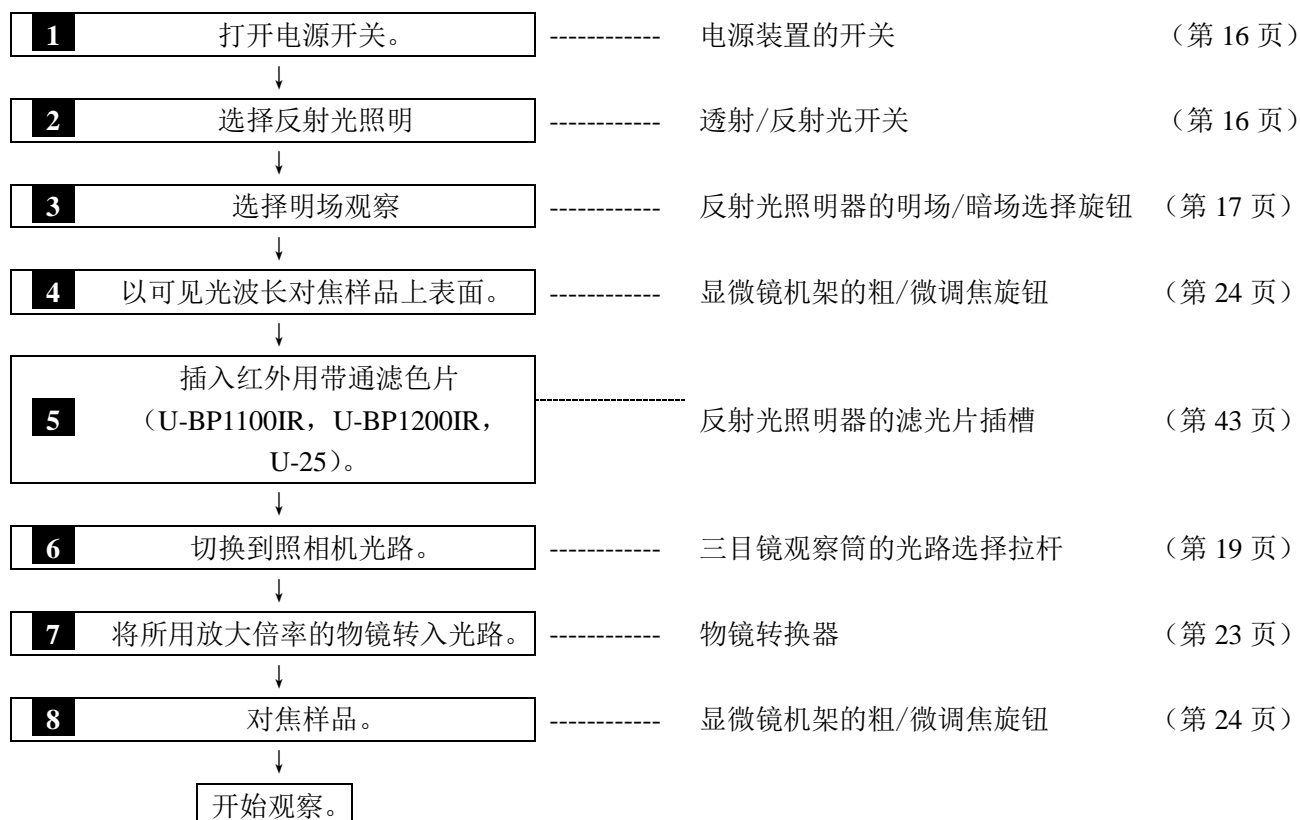 1 打开电源开关。 ------------ 电源装置的开关 （第 16 页）
↓
2 选择反射光照明 ------------ 透射/反射光开关 （第 16 页）
↓
3 选择明场观察 ------------ 反射光照明器的明场/暗场选择旋钮 （第 17 页）
↓
4 以可见光波长对焦样品上表面。 ------------ 显微镜机架的粗/微调焦旋钮 （第 24 页）
↓
插入红外用带通滤色片
5 （U-BP1100IR，U-BP1200IR， 反射光照明器的滤光片插槽 （第 43 页）
U-25）。
↓
6 切换到照相机光路。 ------------ 三目镜观察筒的光路选择拉杆 （第 19 页）
↓
7 将所用放大倍率的物镜转入光路。 ------------ 物镜转换器 （第 23 页）
↓
8 对焦样品。 ------------ 显微镜机架的粗/微调焦旋钮 （第 24 页）
↓
开始观察。